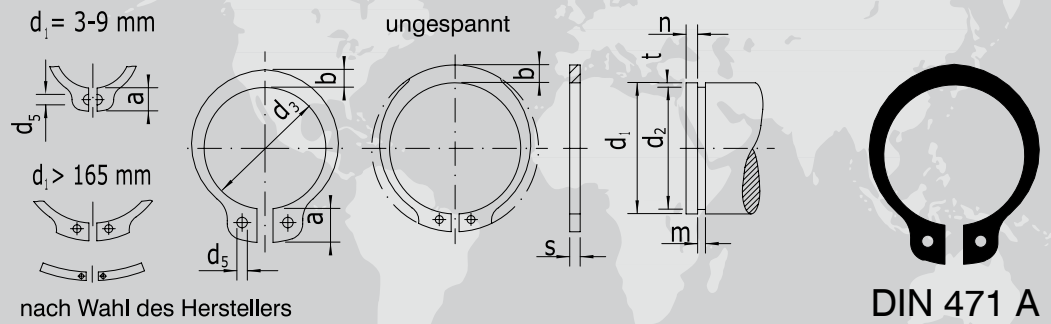 d₁= 3-9 mm
a
d₅
d₁> 165 mm
nach Wahl des Herstellers
b
d₃
a
d₅
ungespannt
b
s
n
t
d₁
d₂
m
DIN 471 A